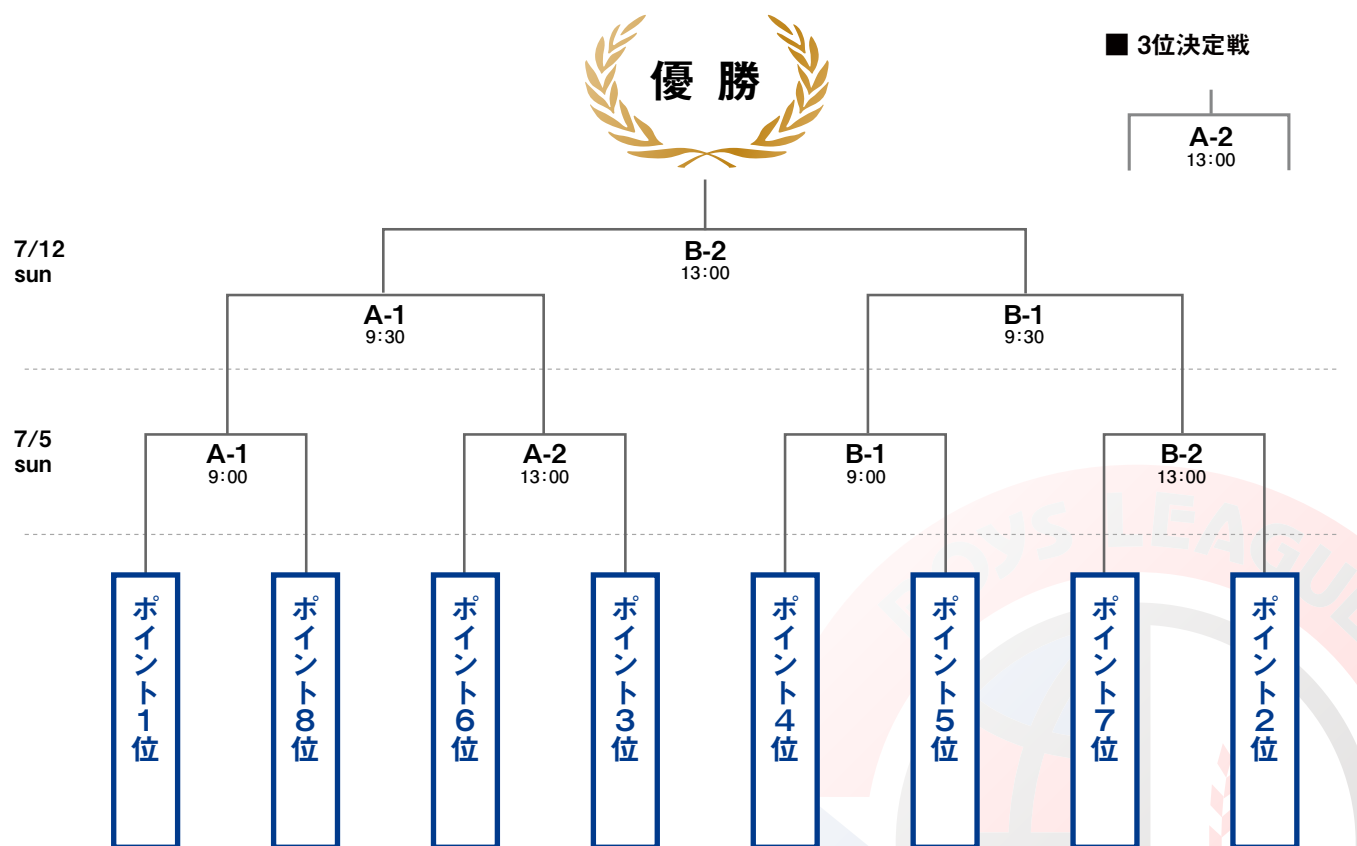 優 勝
■ 3位決定戦
A-2
13:00
7/12
sun
B-2
13:00
A-1
9:30
B-1
9:30
7/5
sun
A-1
9:00
A-2
13:00
B-1
9:00
B-2
13:00
BOYS LEAGUE
ポイント1位
ポイント8位
ポイント6位
ポイント3位
ポイント4位
ポイント5位
ポイント7位
ポイント2位